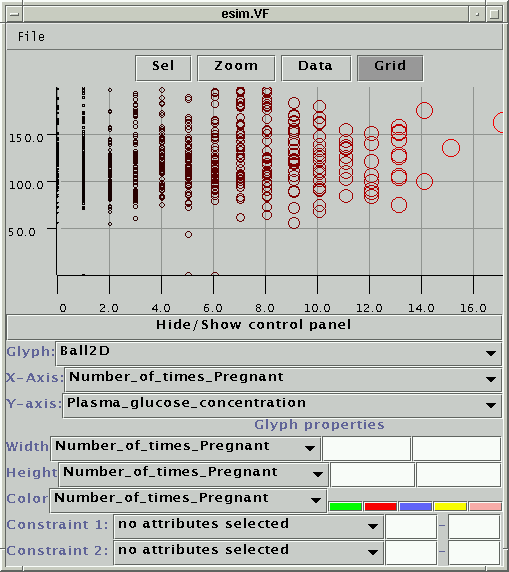 esim.VF
File
Sel Zoom Data Grid
150.0
100.0
50.0
0 2.0 4.0 6.0 8.0 10.0 12.0 14.0 16.0
Hide/Show control panel
Glyph: Ball2D
X-Axis: Number_of_times_Pregnant
Y-axis: Plasma_glucose_concentration
Glyph properties
Width Number_of_times_Pregnant
Height Number_of_times_Pregnant
Color Number_of_times_Pregnant
Constraint 1: no attributes selected –
Constraint 2: no attributes selected –